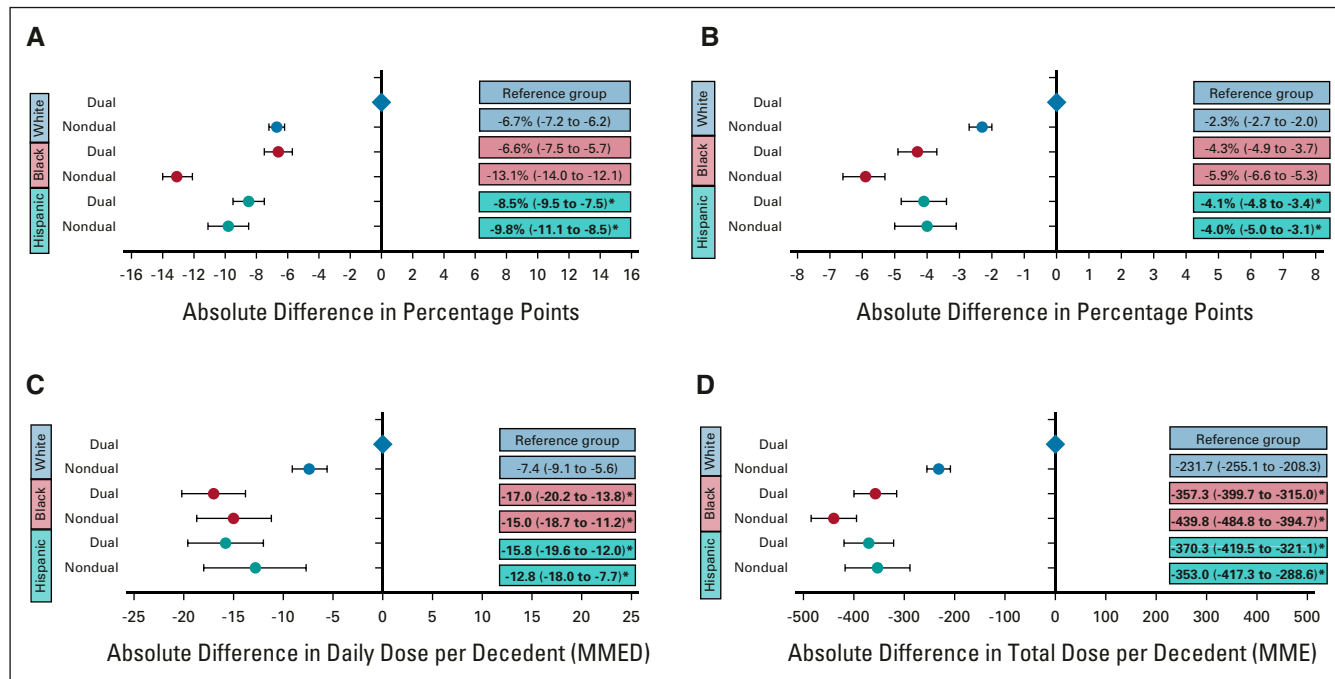 A
White
Black
Hispanic
Dual
Nondual
Dual
Nondual
Dual
Nondual
Reference group
-6.7% (-7.2 to -6.2)
-6.6% (-7.5 to -5.7)
-13.1% (-14.0 to -12.1)
-8.5% (-9.5 to -7.5)*
-9.8% (-11.1 to -8.5)*
-16 -14 -12 -10 -8 -6 -4 -2 0 2 4 6 8 10 12 14 16
Absolute Difference in Percentage Points
B
White
Black
Hispanic
Dual
Nondual
Dual
Nondual
Dual
Nondual
Reference group
-2.3% (-2.7 to -2.0)
-4.3% (-4.9 to -3.7)
-5.9% (-6.6 to -5.3)
-4.1% (-4.8 to -3.4)*
-4.0% (-5.0 to -3.1)*
-8 -7 -6 -5 -4 -3 -2 -1 0 1 2 3 4 5 6 7 8
Absolute Difference in Percentage Points
C
White
Black
Hispanic
Dual
Nondual
Dual
Nondual
Dual
Nondual
Reference group
-7.4 (-9.1 to -5.6)
-17.0 (-20.2 to -13.8)*
-15.0 (-18.7 to -11.2)*
-15.8 (-19.6 to -12.0)*
-12.8 (-18.0 to -7.7)*
-25 -20 -15 -10 -5 0 5 10 15 20 25
Absolute Difference in Daily Dose per Decedent (MMED)
D
White
Black
Hispanic
Dual
Nondual
Dual
Nondual
Dual
Nondual
Reference group
-231.7 (-255.1 to -208.3)
-357.3 (-399.7 to -315.0)*
-439.8 (-484.8 to -394.7)*
-370.3 (-419.5 to -321.1)*
-353.0 (-417.3 to -288.6)*
-500 -400 -300 -200 -100 0 100 200 300 400 500
Absolute Difference in Total Dose per Decedent (MME)